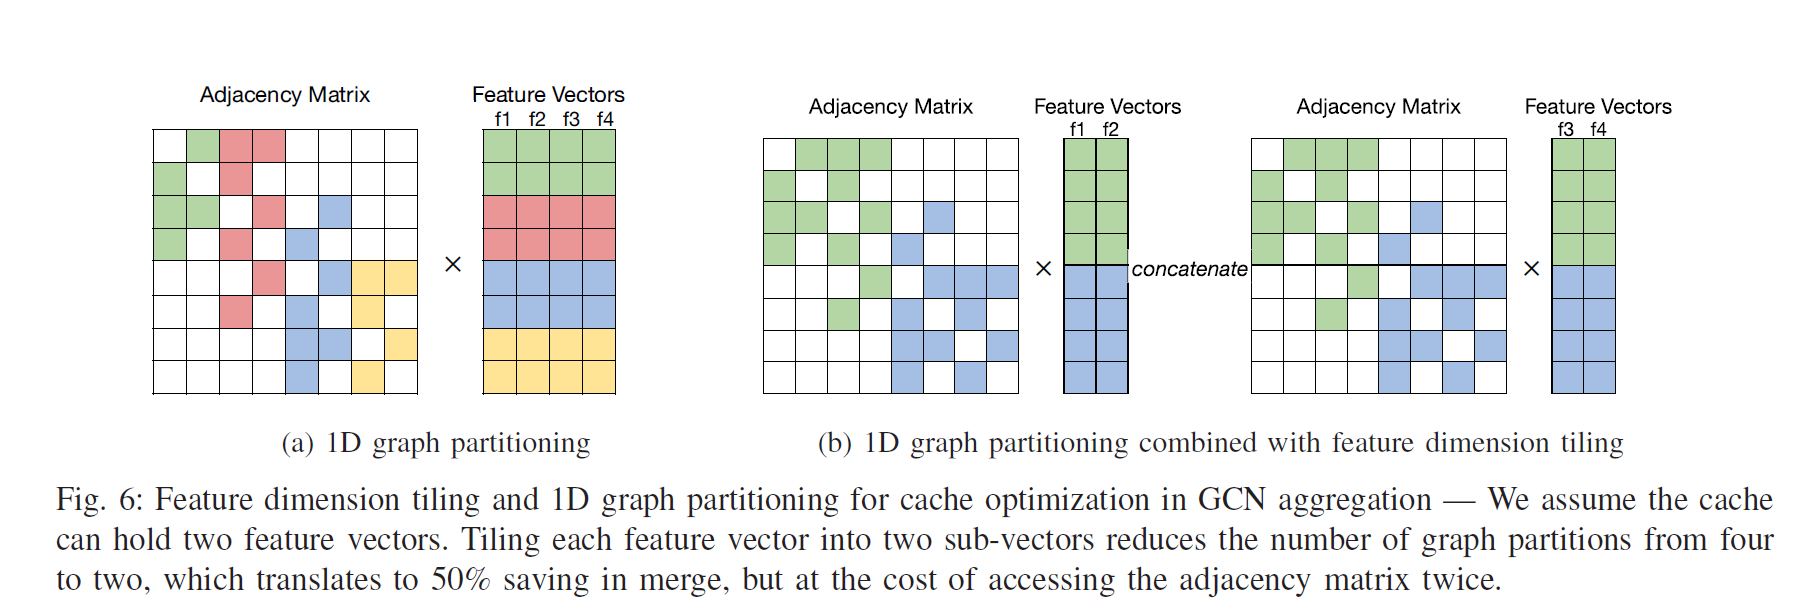 Adjacency Matrix
Feature Vectors
f1 f2 f3 f4
×
(a) 1D graph partitioning
Adjacency Matrix
Feature Vectors
f1 f2
×
concatenate
Adjacency Matrix
Feature Vectors
f3 f4
×
(b) 1D graph partitioning combined with feature dimension tiling
Fig. 6: Feature dimension tiling and 1D graph partitioning for cache optimization in GCN aggregation — We assume the cache
can hold two feature vectors. Tiling each feature vector into two sub-vectors reduces the number of graph partitions from four
to two, which translates to 50% saving in merge, but at the cost of accessing the adjacency matrix twice.